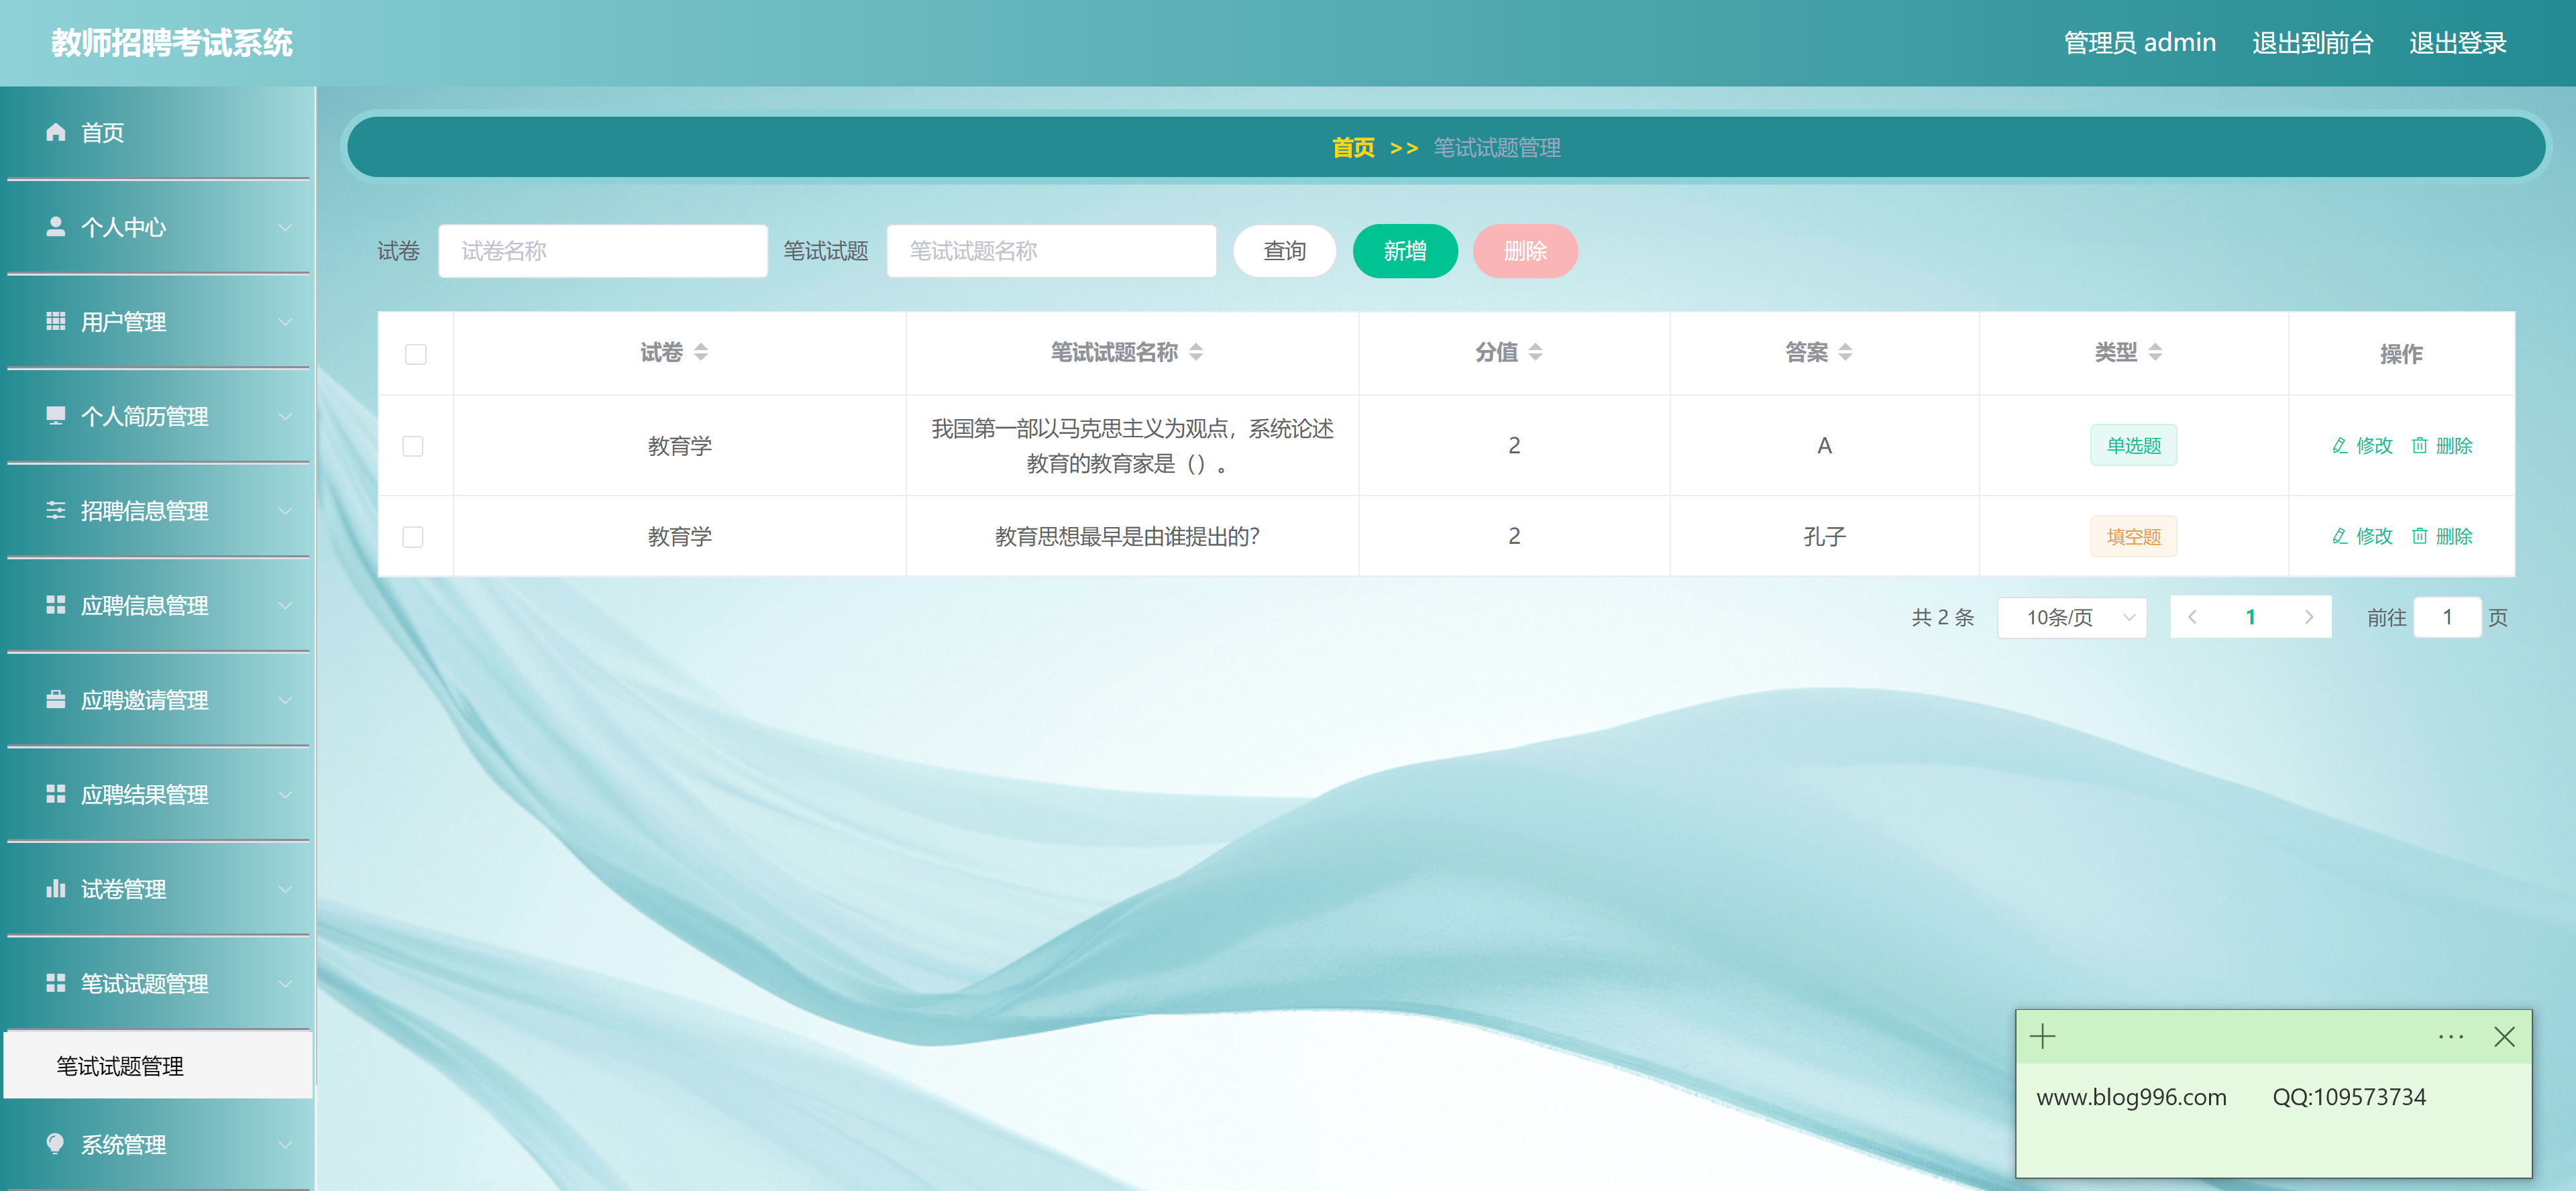 教师招聘考试系统
管理员 admin 退出到前台 退出登录
首页
个人中心
用户管理
个人简历管理
招聘信息管理
应聘信息管理
应聘邀请管理
应聘结果管理
试卷管理
笔试试题管理
笔试试题管理
系统管理
首页 >> 笔试试题管理
试卷 试卷名称 笔试试题 笔试试题名称 查询 新增 删除
试卷 笔试试题名称 分值 答案 类型 操作
教育学 我国第一部以马克思主义为观点，系统论述
教育的教育家是（）。 2 A 单选题 修改 删除
教育学 教育思想最早是由谁提出的？ 2 孔子 填空题 修改 删除
共 2 条 10条/页 1 前往 1 页
www.blog996.com QQ:109573734